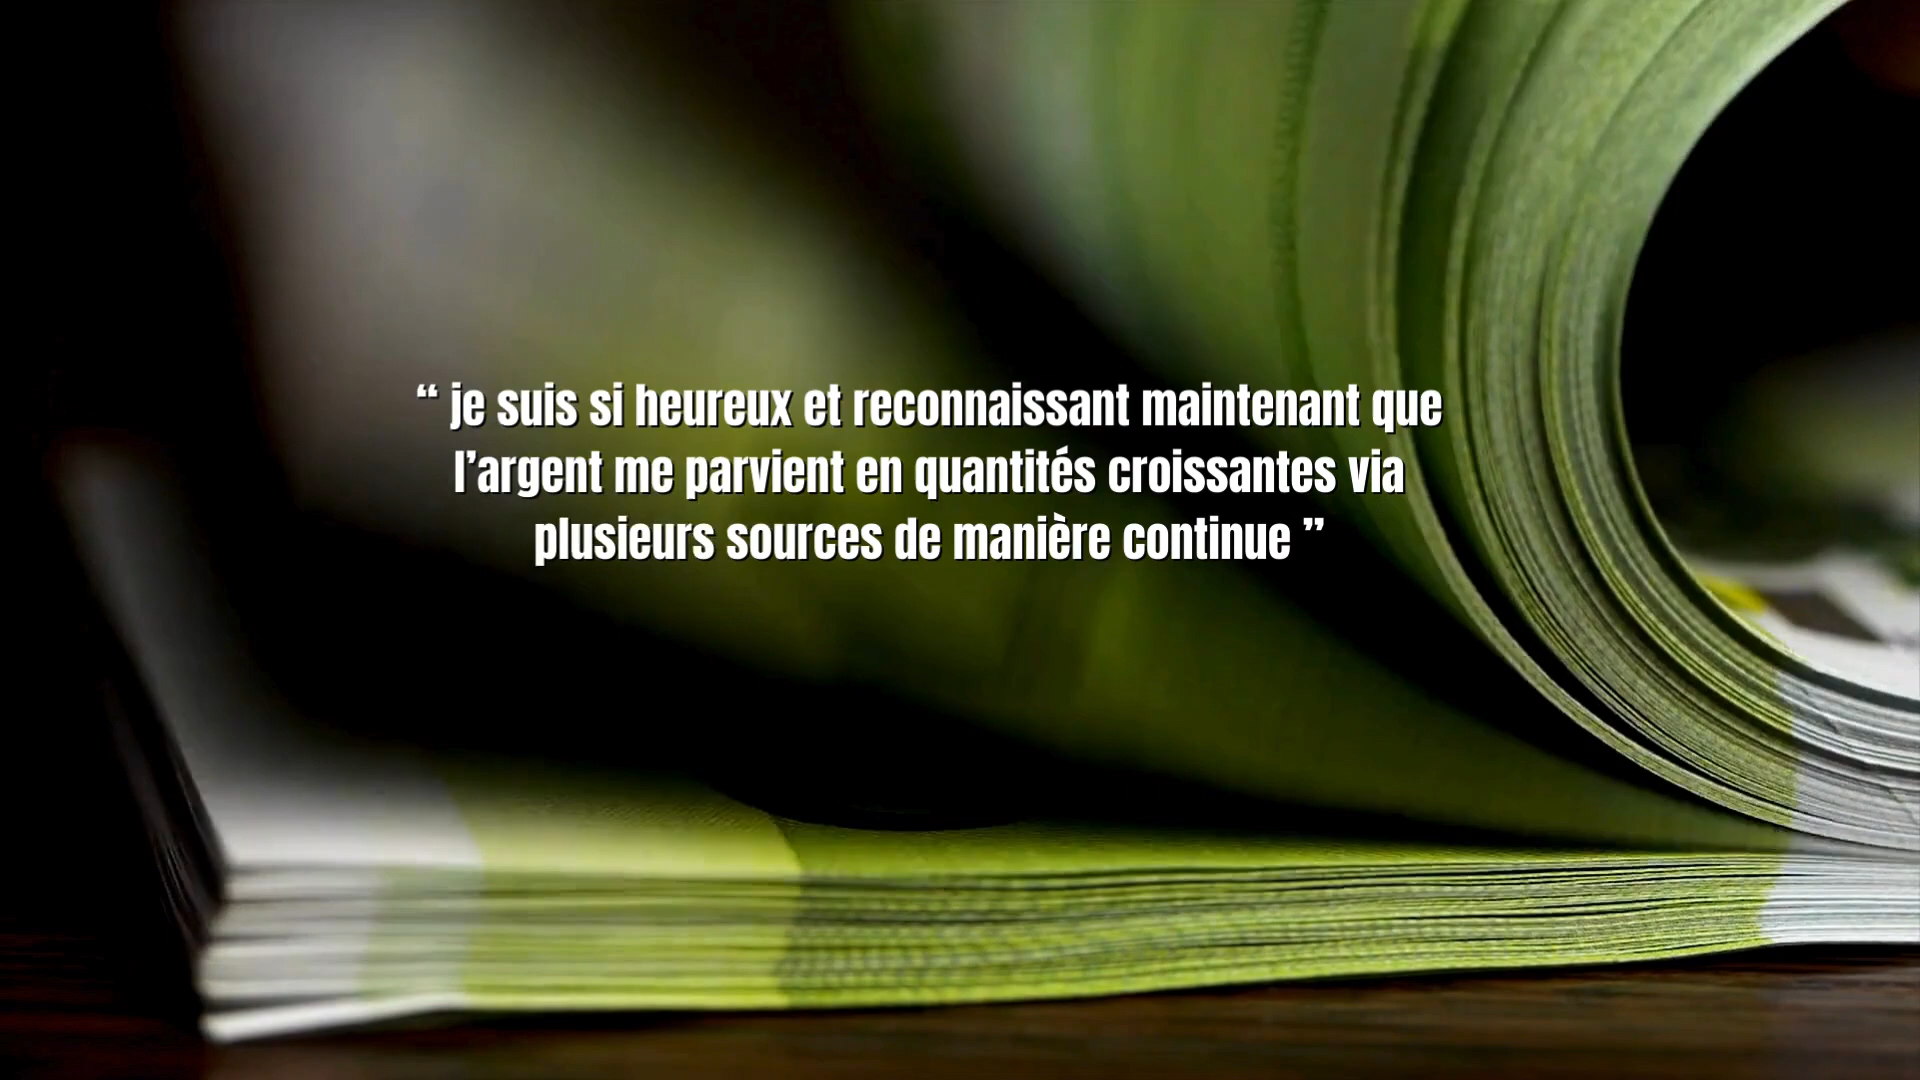 “ je suis si heureux et reconnaissant maintenant que
l’argent me parvient en quantités croissantes via
plusieurs sources de manière continue ”